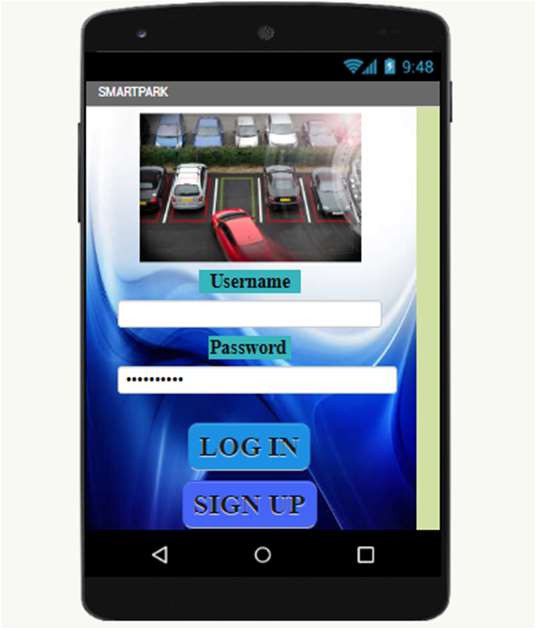 9:48
SMARTPARK
Username
Password
••••••••••
LOG IN
SIGN UP